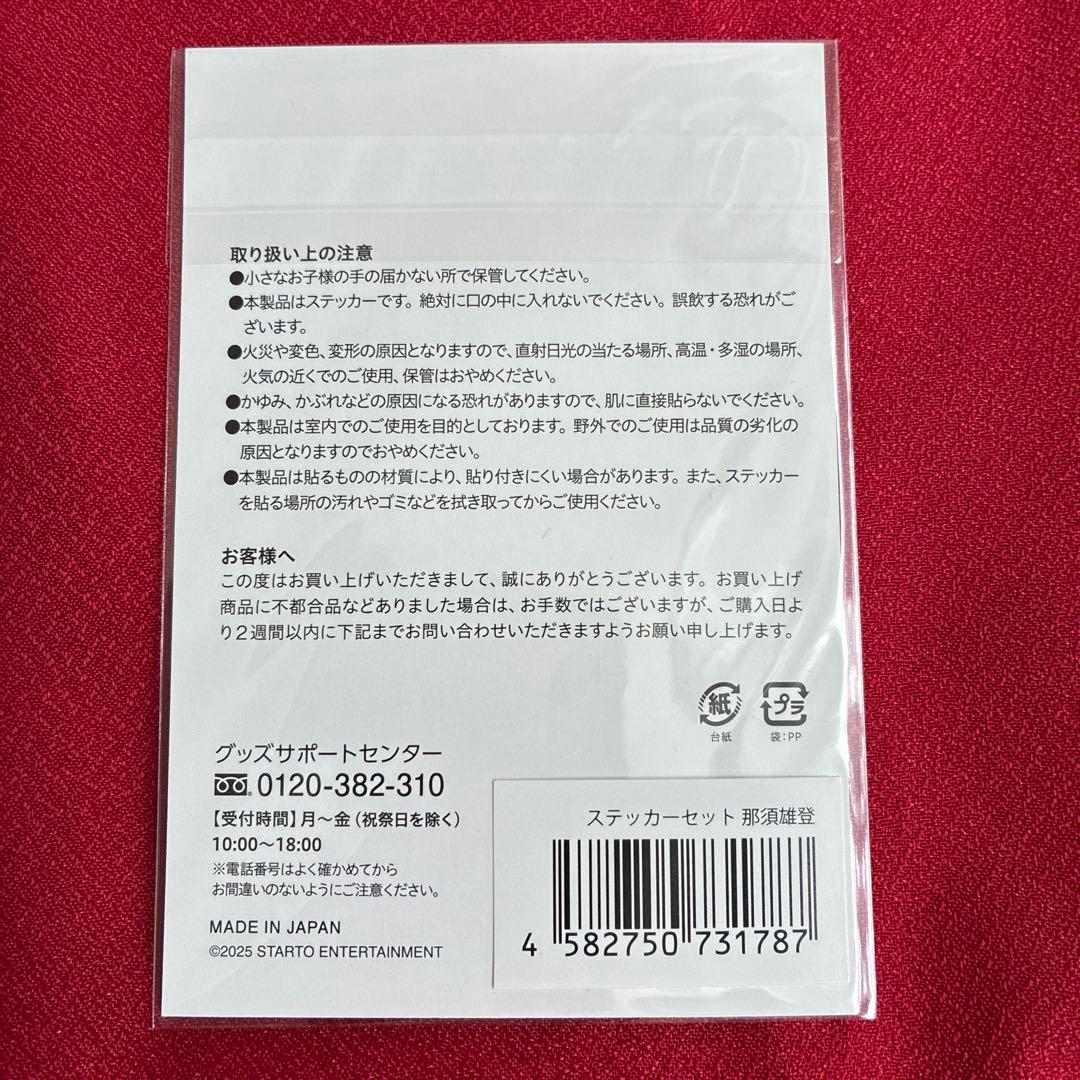 取り扱い上の注意
●小さなお子様の手の届かない所で保管してください。
●本製品はステッカーです。絶対に口の中に入れないでください。誤飲する恐れがご
ざいます。
●火災や変色、変形の原因となりますので、直射日光の当たる場所、高温・多湿の場所、
火気の近くでのご使用、保管はおやめください。
●かゆみ、かぶれなどの原因になる恐れがありますので、肌に直接貼らないでください。
●本製品は室内でのご使用を目的としております。野外でのご使用は品質の劣化の
原因となりますのでおやめください。
●本製品は貼るものの材質により、貼り付きにくい場合があります。また、ステッカー
を貼る場所の汚れやゴミなどを拭き取ってからご使用ください。
お客様へ
この度はお買い上げいただきまして、誠にありがとうございます。お買い上げ
商品に不都合品などありました場合は、お手数ではございますが、ご購入日よ
り2週間以内に下記までお問い合わせいただきますようお願い申し上げます。
紙
プラ
台紙
袋:PP
グッズサポートセンター
0120-382-310
【受付時間】月〜金（祝祭日を除く）
10:00〜18:00
※電話番号はよく確かめてから
お間違いのないようにご注意ください。
MADE IN JAPAN
©2025 STARTO ENTERTAINMENT
ステッカーセット 那須雄登
4 582750 731787